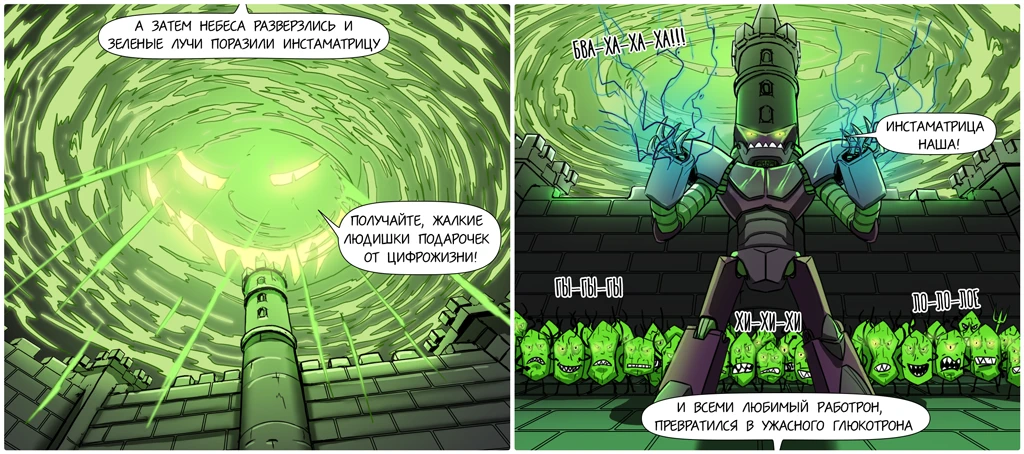 А ЗАТЕМ НЕБЕСА РАЗВЕРЗЛИСЬ И
ЗЕЛЕНЫЕ ЛУЧИ ПОРАЗИЛИ ИНСТАМАТРИЦУ
ПОЛУЧАЙТЕ, ЖАЛКИЕ
ЛЮДИШКИ ПОДАРОЧЕК
ОТ ЦИФРОЖИЗНИ!
БВА-ХА-ХА-ХА!!!
ИНСТАМАТРИЦА
НАША!
ГЫ-ГЫ-ГЫ
ХИ-ХИ-ХИ
ЛО-ЛО-ЛОЕ
И ВСЕМИ ЛЮБИМЫЙ РАБОТРОН,
ПРЕВРАТИЛСЯ В УЖАСНОГО ГЛЮКОТРОНА